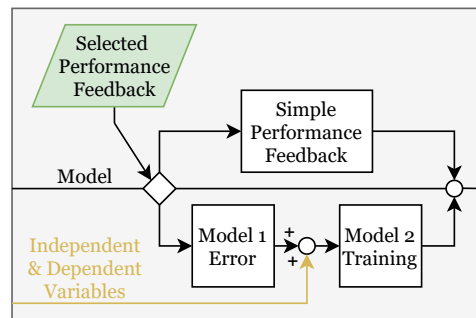 Selected
Performance
Feedback
Simple
Performance
Feedback
Model
Model 1
Error
+
+
Model 2
Training
Independent
& Dependent
Variables